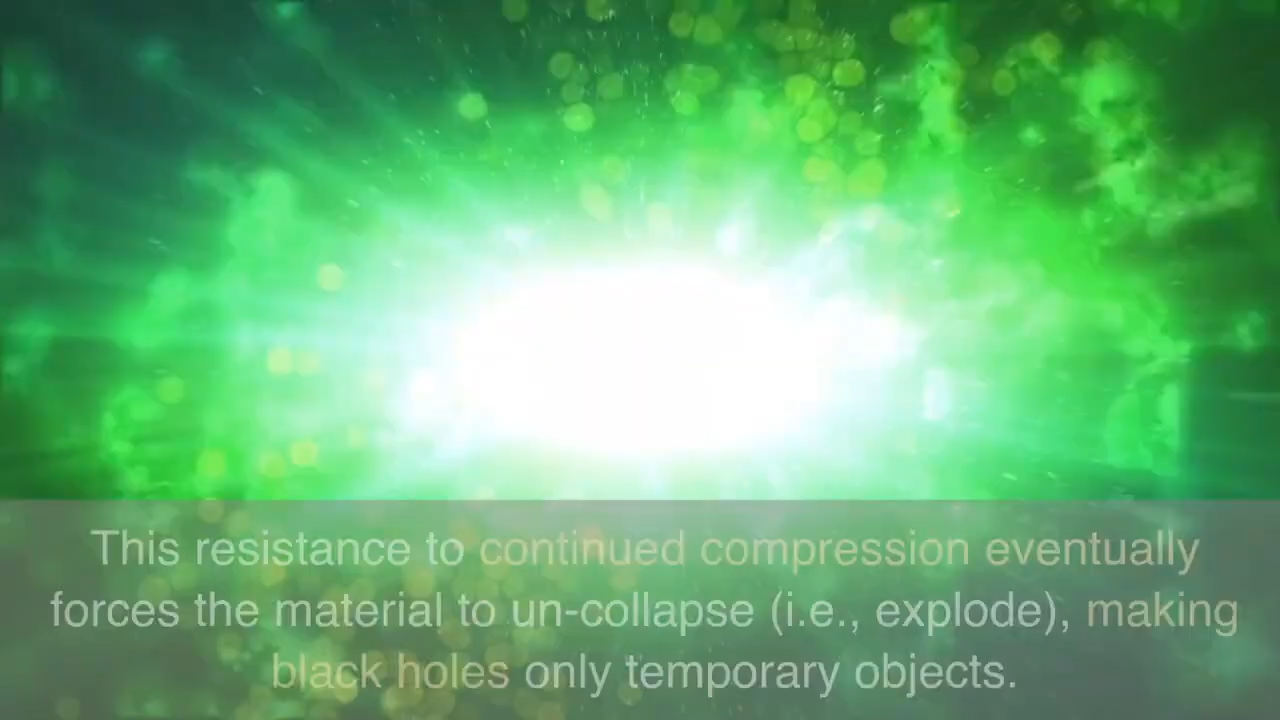 This resistance to continued compression eventually
forces the material to un-collapse (i.e., explode), making
black holes only temporary objects.